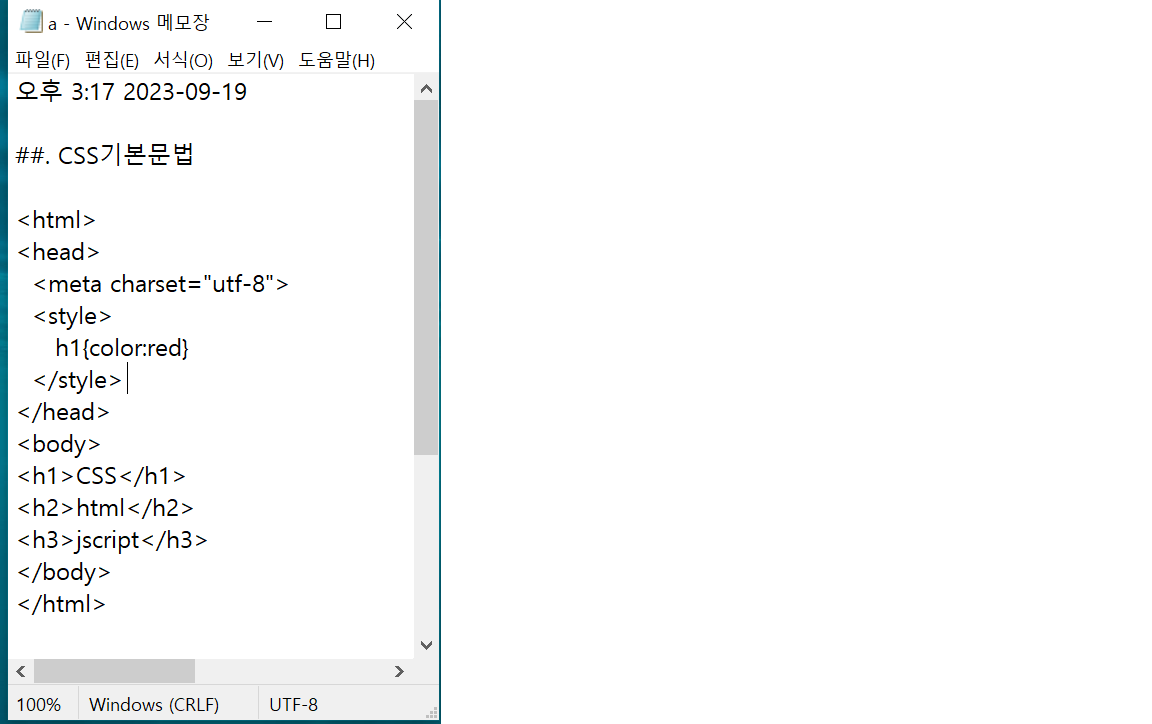 a - Windows 메모장
파일(F) 편집(E) 서식(O) 보기(V) 도움말(H)
오후 3:17 2023-09-19
##. CSS기본문법
<html>
<head>
<meta charset="utf-8">
<style>
h1{color:red}
</style>
</head>
<body>
<h1>CSS</h1>
<h2>html</h2>
<h3>jscript</h3>
</body>
</html>
100% Windows (CRLF) UTF-8